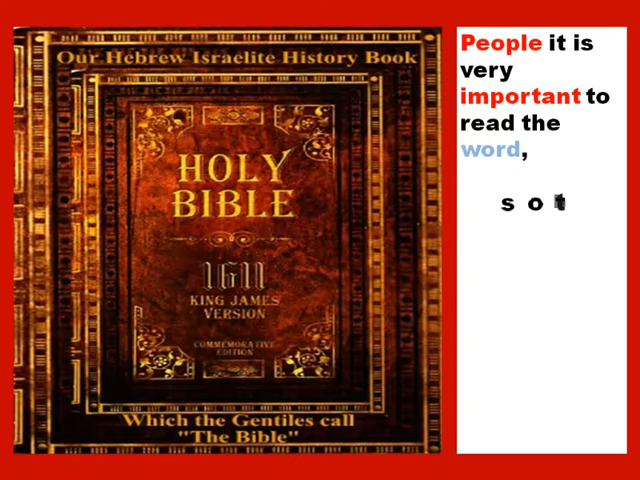 Our Hebrew Israelite History Book
HOLY
BIBLE
1611
KING JAMES
VERSION
COMMEMORATIVE
EDITION
Which the Gentiles call
"The Bible"
People it is
very
important to
read the
word,
s o t